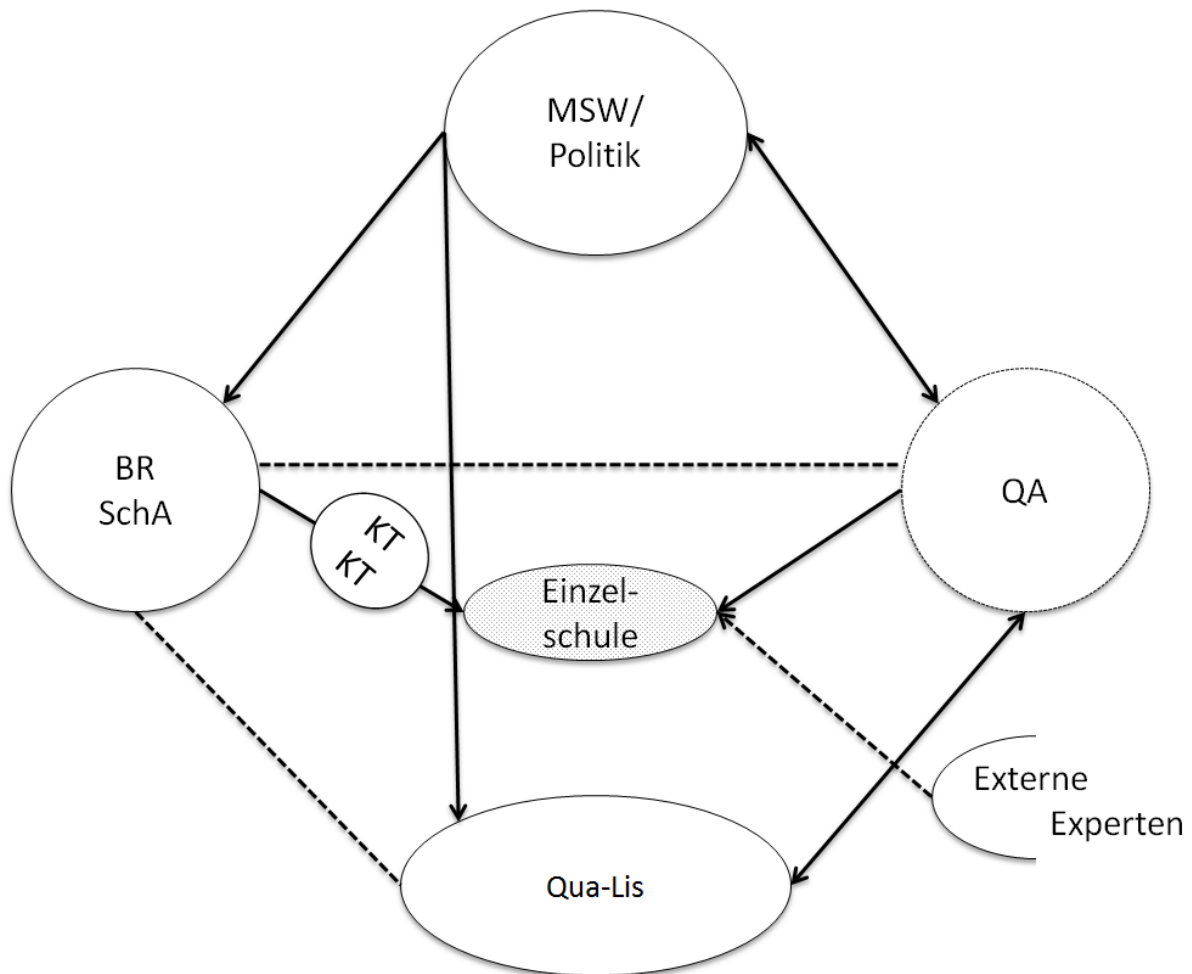 MSW/
Politik
BR
SchA
QA
KT
KT
Einzel-
schule
Externe
Experten
Qua-Lis